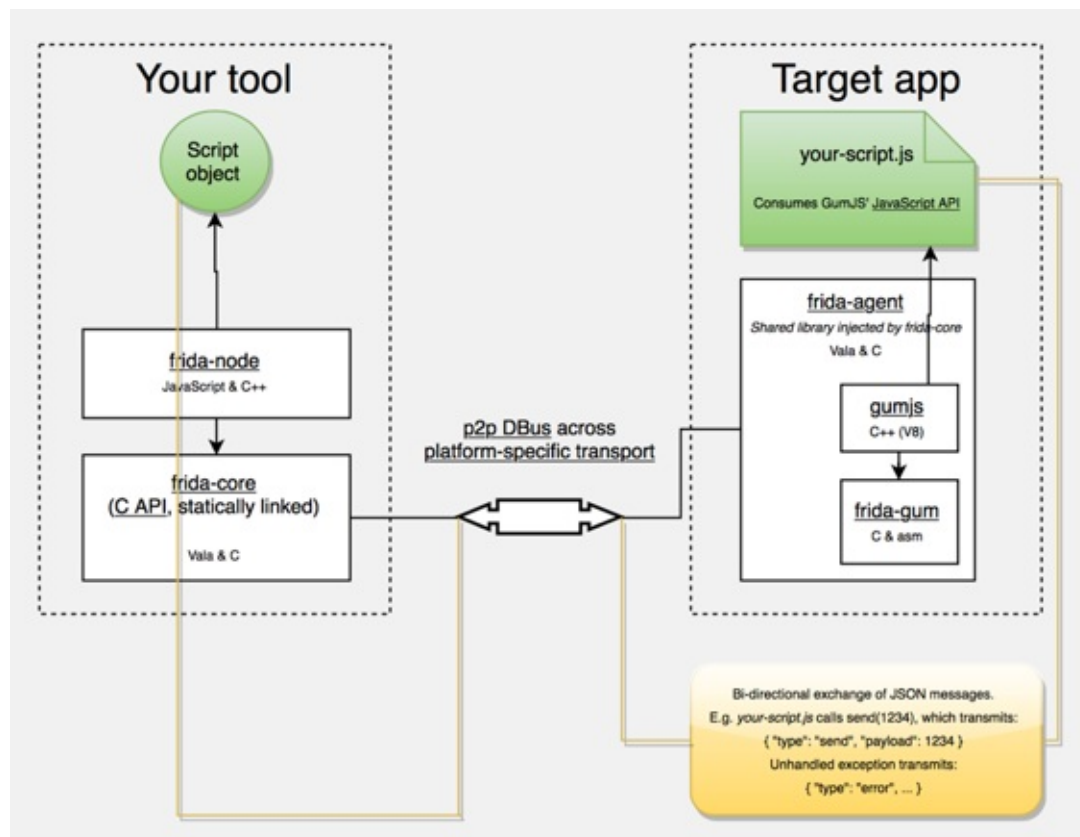 Your tool
Script
object
frida-node
JavaScript & C++
frida-core
(C API, statically linked)
Vala & C
p2p DBus across
platform-specific transport
Target app
your-script.js
Consumes GumJS' JavaScript API
frida-agent
Shared library injected by frida-core
Vala & C
gumjs
C++ (V8)
frida-gum
C & asm
Bi-directional exchange of JSON messages.
E.g. your-script.js calls send(1234), which transmits:
{ "type": "send", "payload": 1234 }
Unhandled exception transmits:
{ "type": "error", ... }